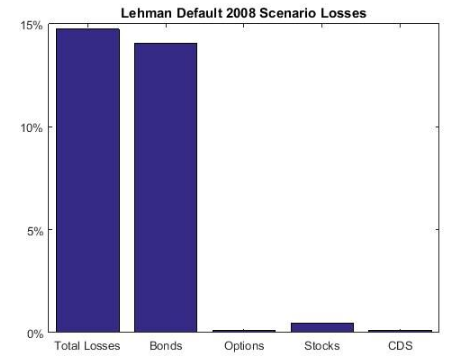 Lehman Default 2008 Scenario Losses
15%
10%
5%
0%
Total Losses Bonds Options Stocks CDS